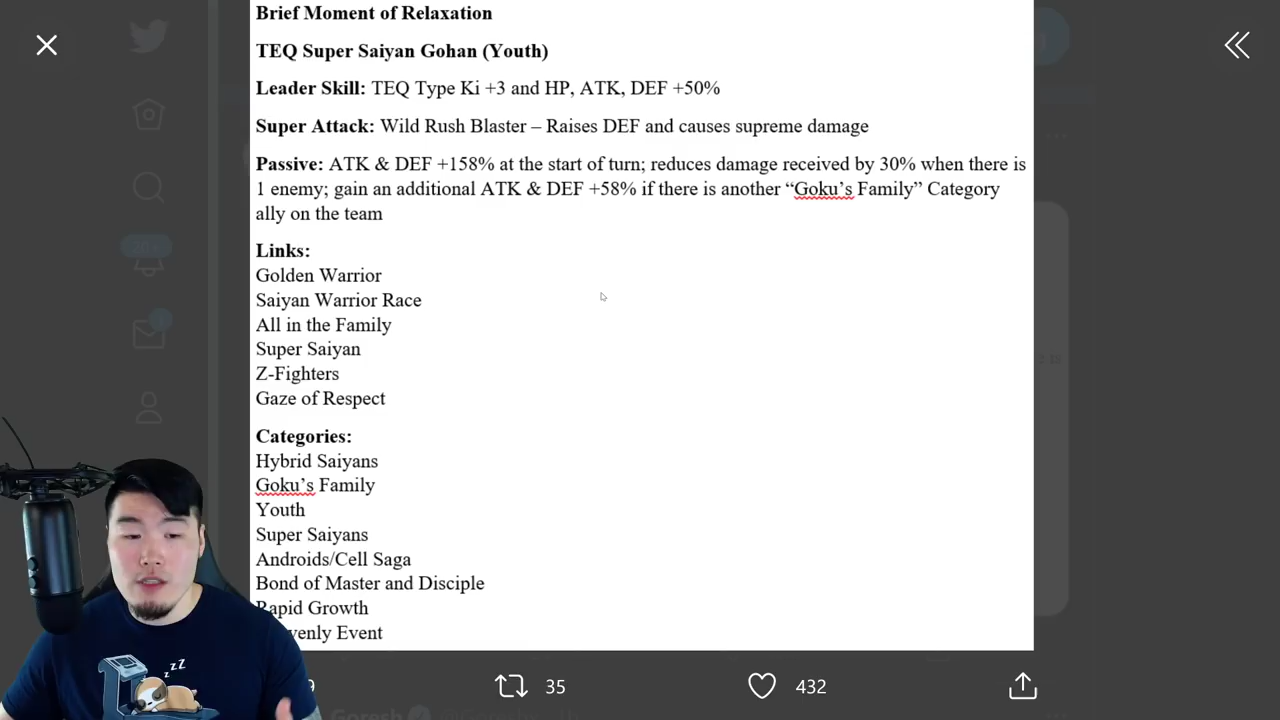 Brief Moment of Relaxation
TEQ Super Saiyan Gohan (Youth)
Leader Skill: TEQ Type Ki +3 and HP, ATK, DEF +50%
Super Attack: Wild Rush Blaster – Raises DEF and causes supreme damage
Passive: ATK & DEF +158% at the start of turn; reduces damage received by 30% when there is
1 enemy; gain an additional ATK & DEF +58% if there is another “Goku’s Family” Category
ally on the team
Links:
Golden Warrior
Saiyan Warrior Race
All in the Family
Super Saiyan
Z-Fighters
Gaze of Respect
Categories:
Hybrid Saiyans
Goku’s Family
Youth
Super Saiyans
Androids/Cell Saga
Bond of Master and Disciple
Rapid Growth
Event
35
432
zZZ
Goresh